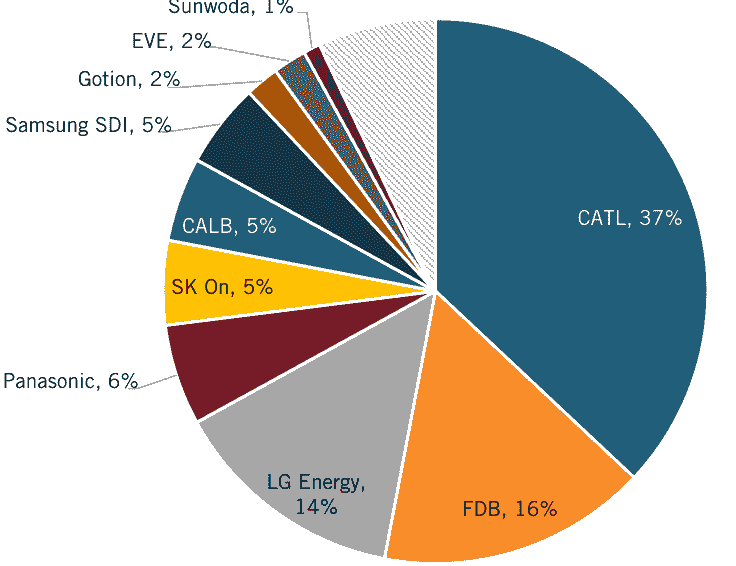 Sunwoda, 1%
EVE, 2%
Gotion, 2%
Samsung SDI, 5%
CALB, 5%
SK On, 5%
Panasonic, 6%
LG Energy,
14%
FDB, 16%
CATL, 37%